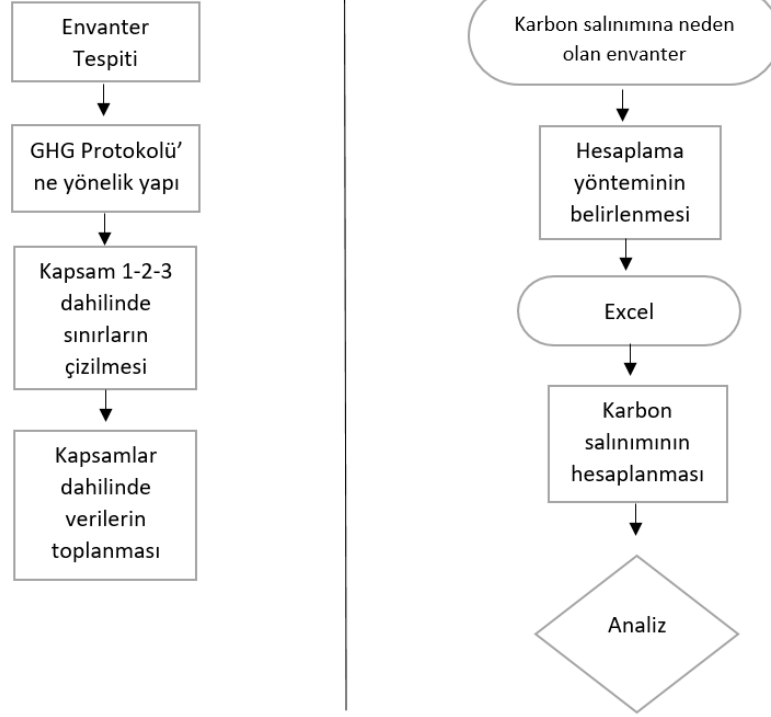 Envanter
Tespiti
GHG Protokolü’
ne yönelik yapı
Kapsam 1-2-3
dahilinde
sınırların
çizilmesi
Kapsamlar
dahilinde
verilerin
toplanması
Karbon salınımına neden
olan envanter
Hesaplama
yönteminin
belirlenmesi
Excel
Karbon
salınımının
hesaplanması
Analiz